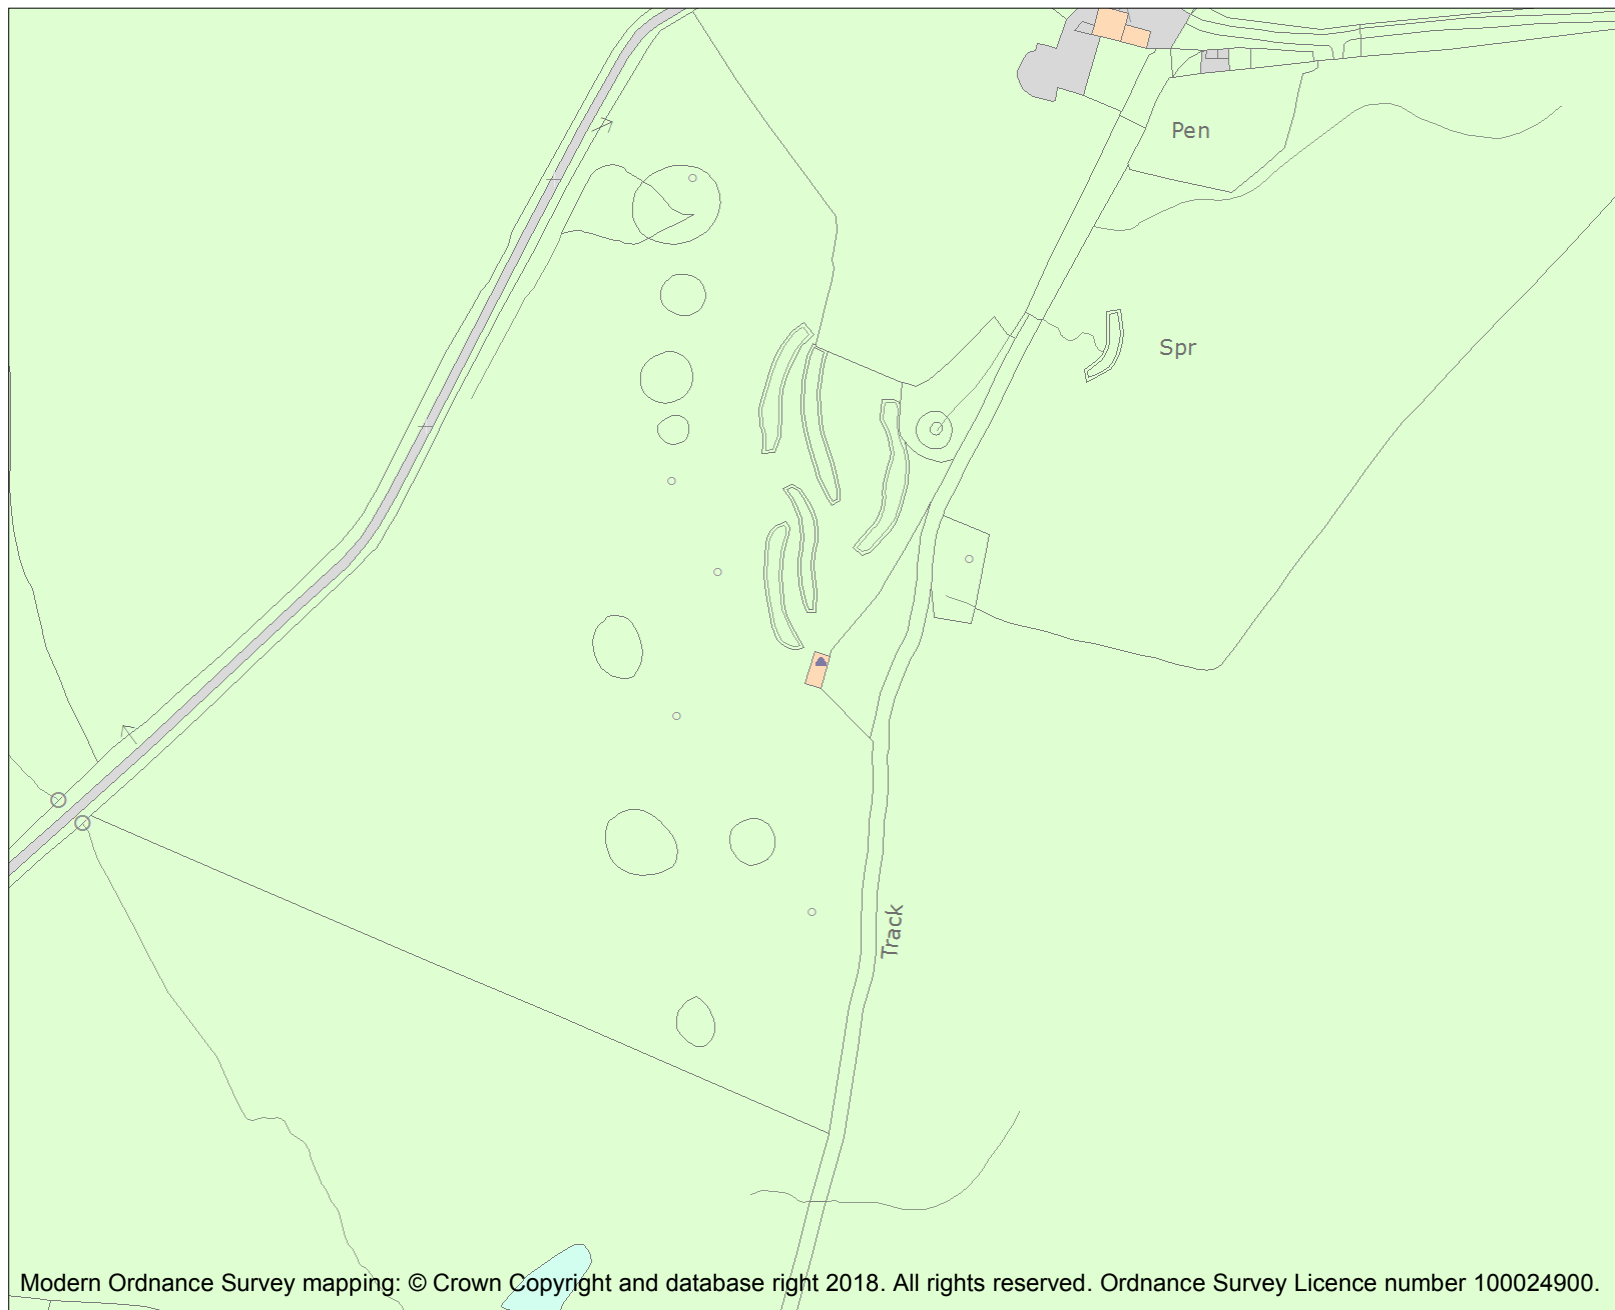 Pen
Spr
Track
Modern Ordnance Survey mapping: © Crown Copyright and database right 2018. All rights reserved. Ordnance Survey Licence number 100024900.